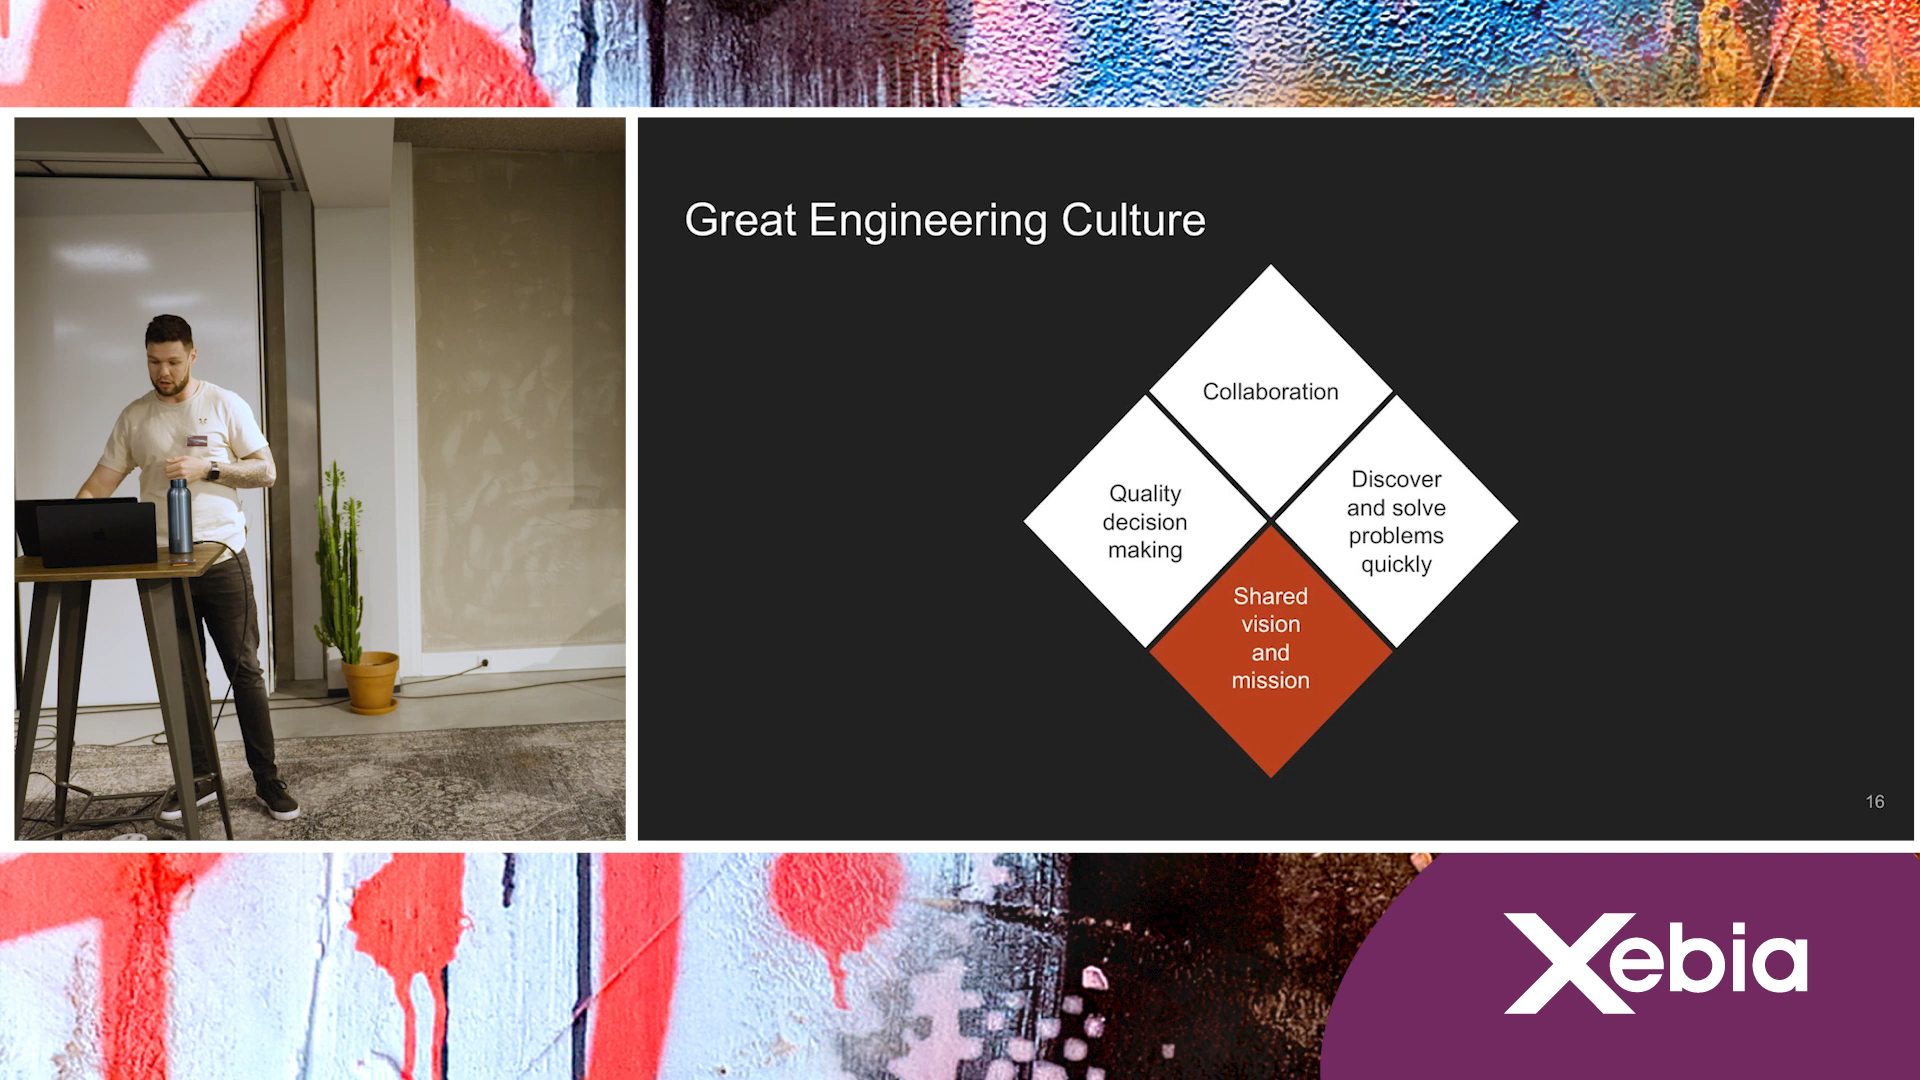 Great Engineering Culture
Collaboration
Quality
decision
making
Discover
and solve
problems
quickly
Shared
vision
and
mission
16
Xebia